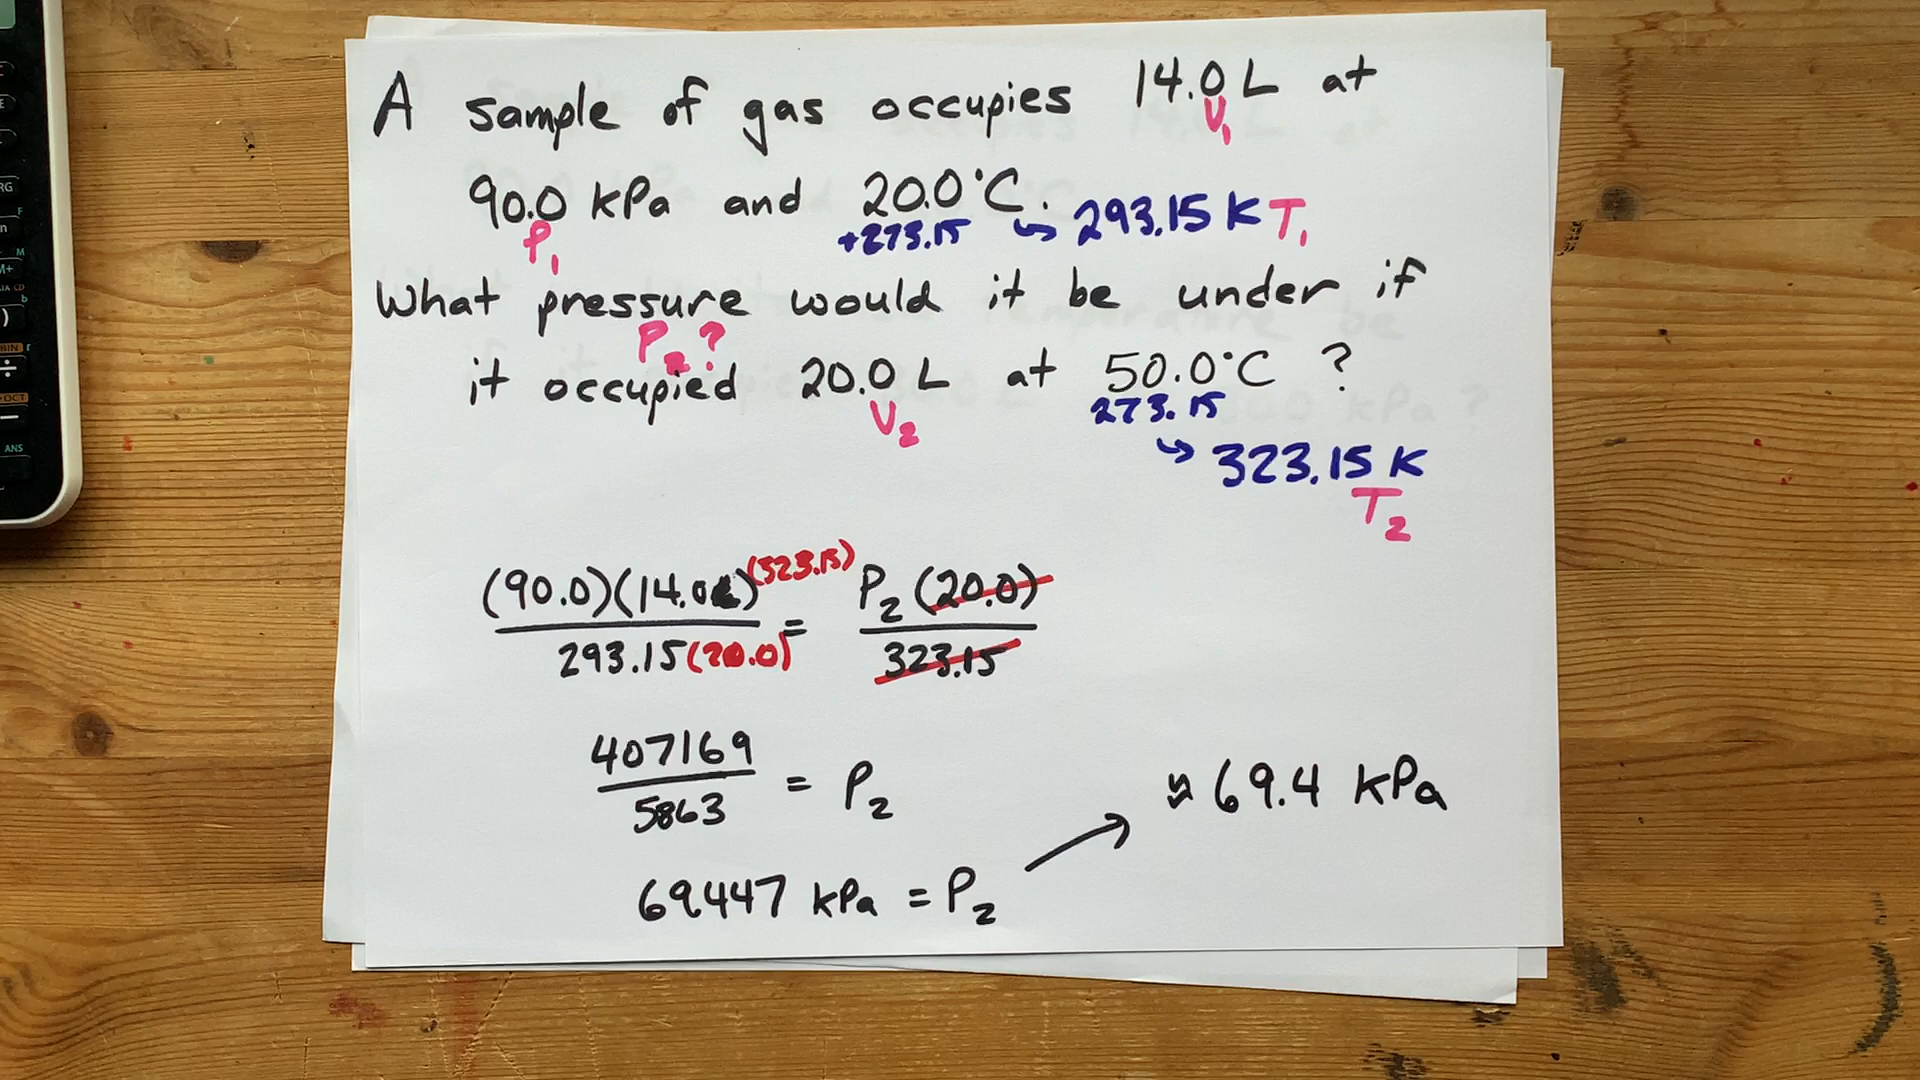 A sample of gas occupies 14.0 L at
V₁
90.0 kPa and 20.0°C.
P₁ +273.15 ↪ 293.15 K T₁
What pressure would it be under if
P₂?
it occupied 20.0 L at 50.0°C ?
V₂ 273.15
↪ 323.15 K
T₂
(90.0)(14.0)(323.15) = P₂(20.0)
293.15(20.0) 323.15
407169 = P₂
5863
≈ 69.4 kPa
69.447 kPa = P₂ →
M
M+
)
BIN
÷
OCT
−
ANS